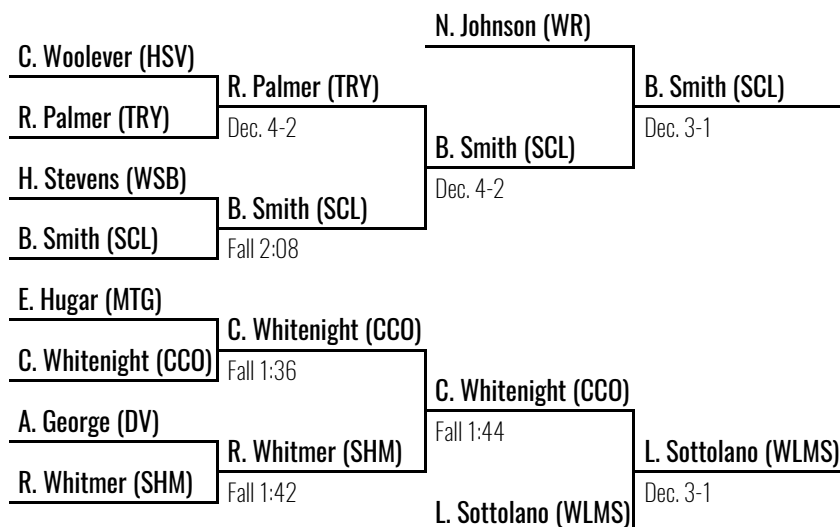 N. Johnson (WR)
C. Woolever (HSV)
R. Palmer (TRY)
B. Smith (SCL)
R. Palmer (TRY)
Dec. 4-2
Dec. 3-1
B. Smith (SCL)
H. Stevens (WSB)
Dec. 4-2
B. Smith (SCL)
B. Smith (SCL)
Fall 2:08
E. Hugar (MTG)
C. Whitenight (CCO)
C. Whitenight (CCO)
Fall 1:36
C. Whitenight (CCO)
A. George (DV)
Fall 1:44
R. Whitmer (SHM)
L. Sottolano (WLMS)
R. Whitmer (SHM)
Fall 1:42
Dec. 3-1
L. Sottolano (WLMS)